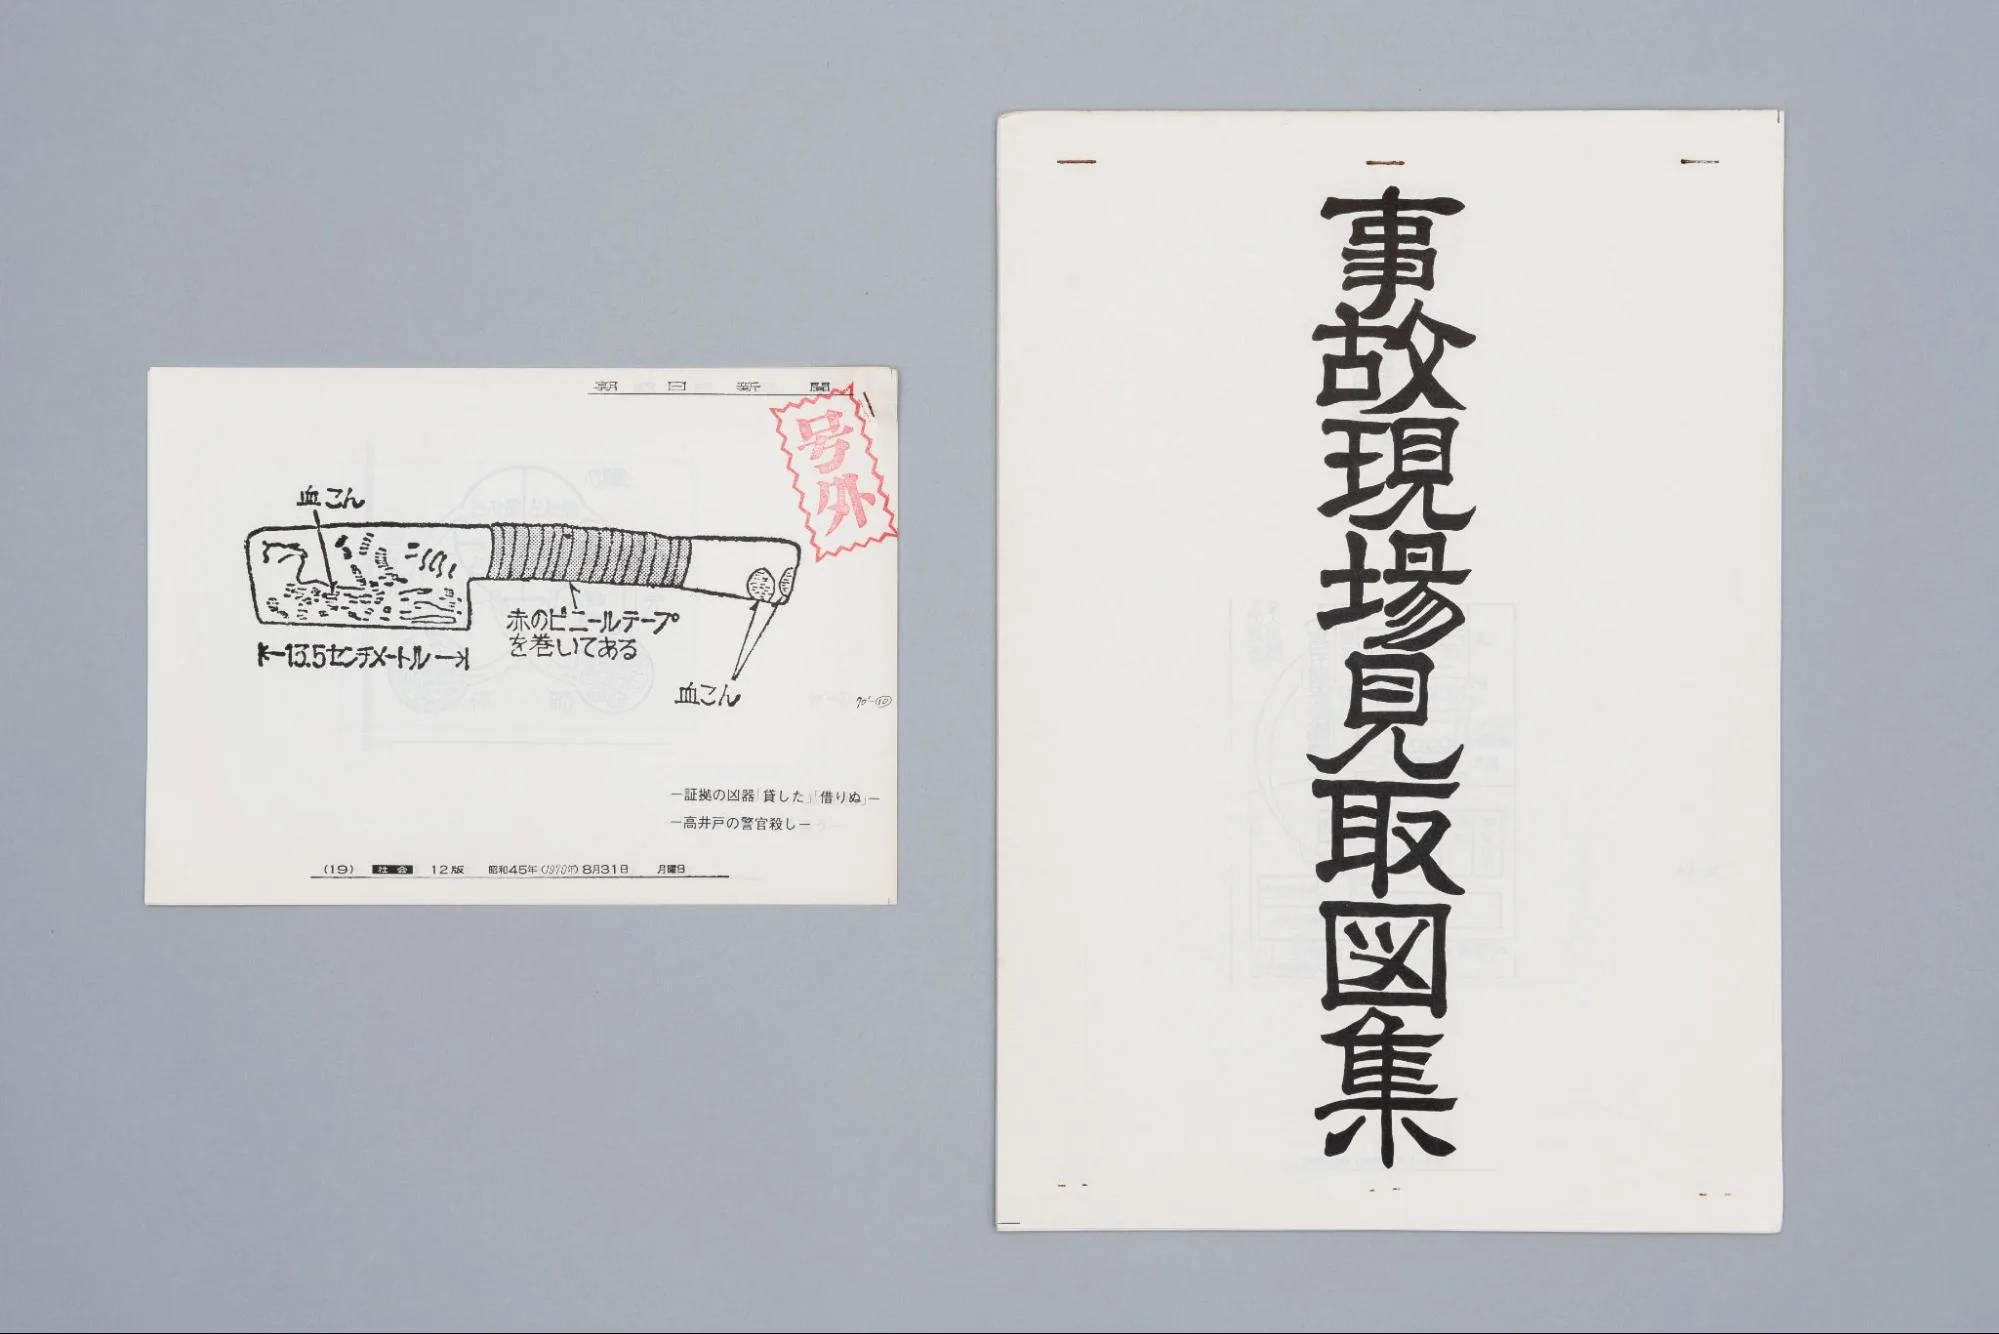 朝日新聞
号外
血こん
赤のビニールテープ
を巻いてある
13.5センチメートル
血こん
70'-⑩
ー証拠の凶器「貸した」「借りぬ」ー
ー高井戸の警官殺しー
(19) 社会 12版 昭和45年(1970年)8月31日 月曜日
事故現場見取図集